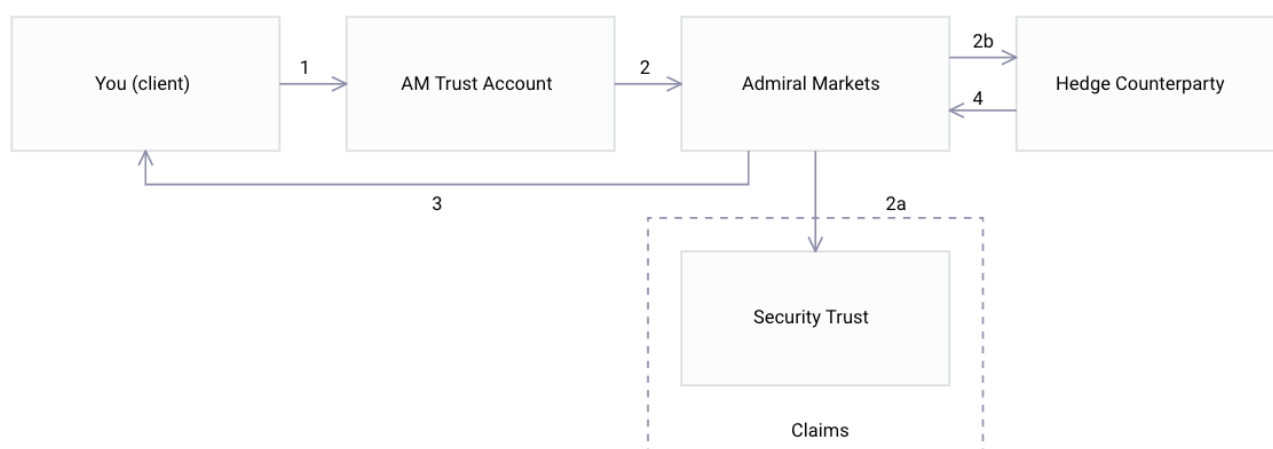 You (client)
1
AM Trust Account
2
Admiral Markets
2b
4
Hedge Counterparty
3
2a
Security Trust
Claims